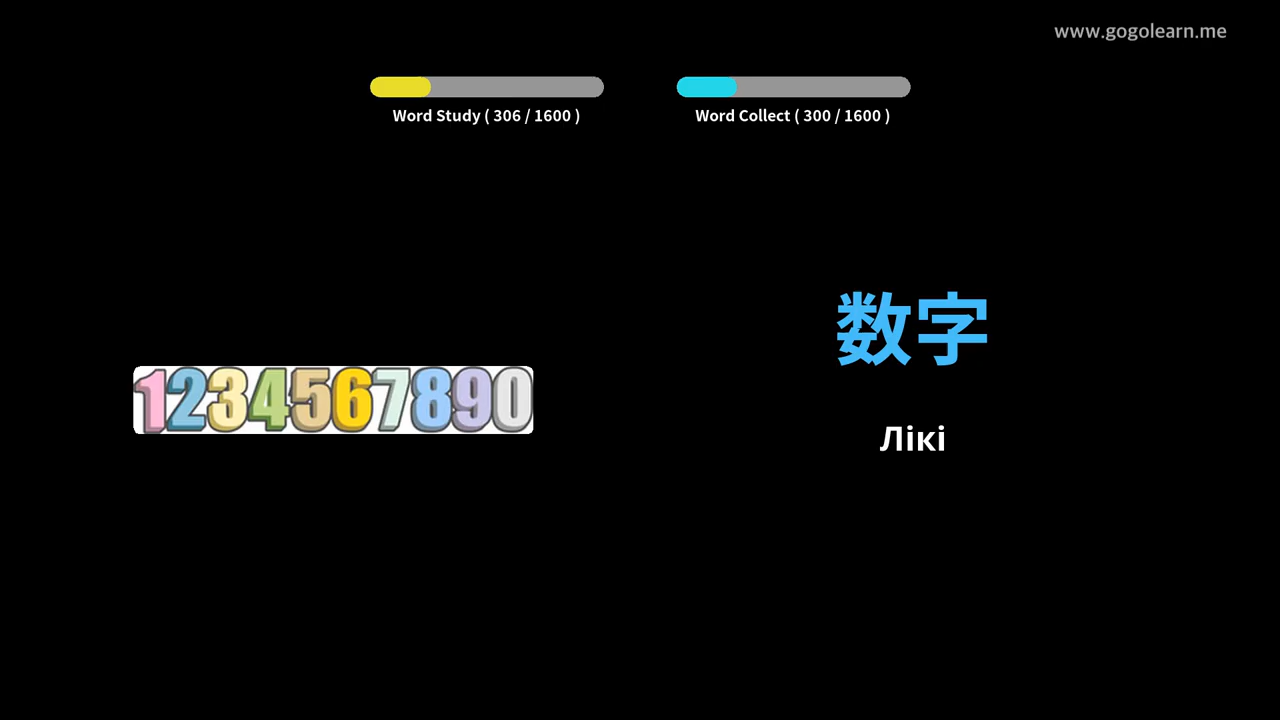 www.gogolearn.me
Word Study ( 306 / 1600 )
Word Collect ( 300 / 1600 )
数字
1234567890
Лікі